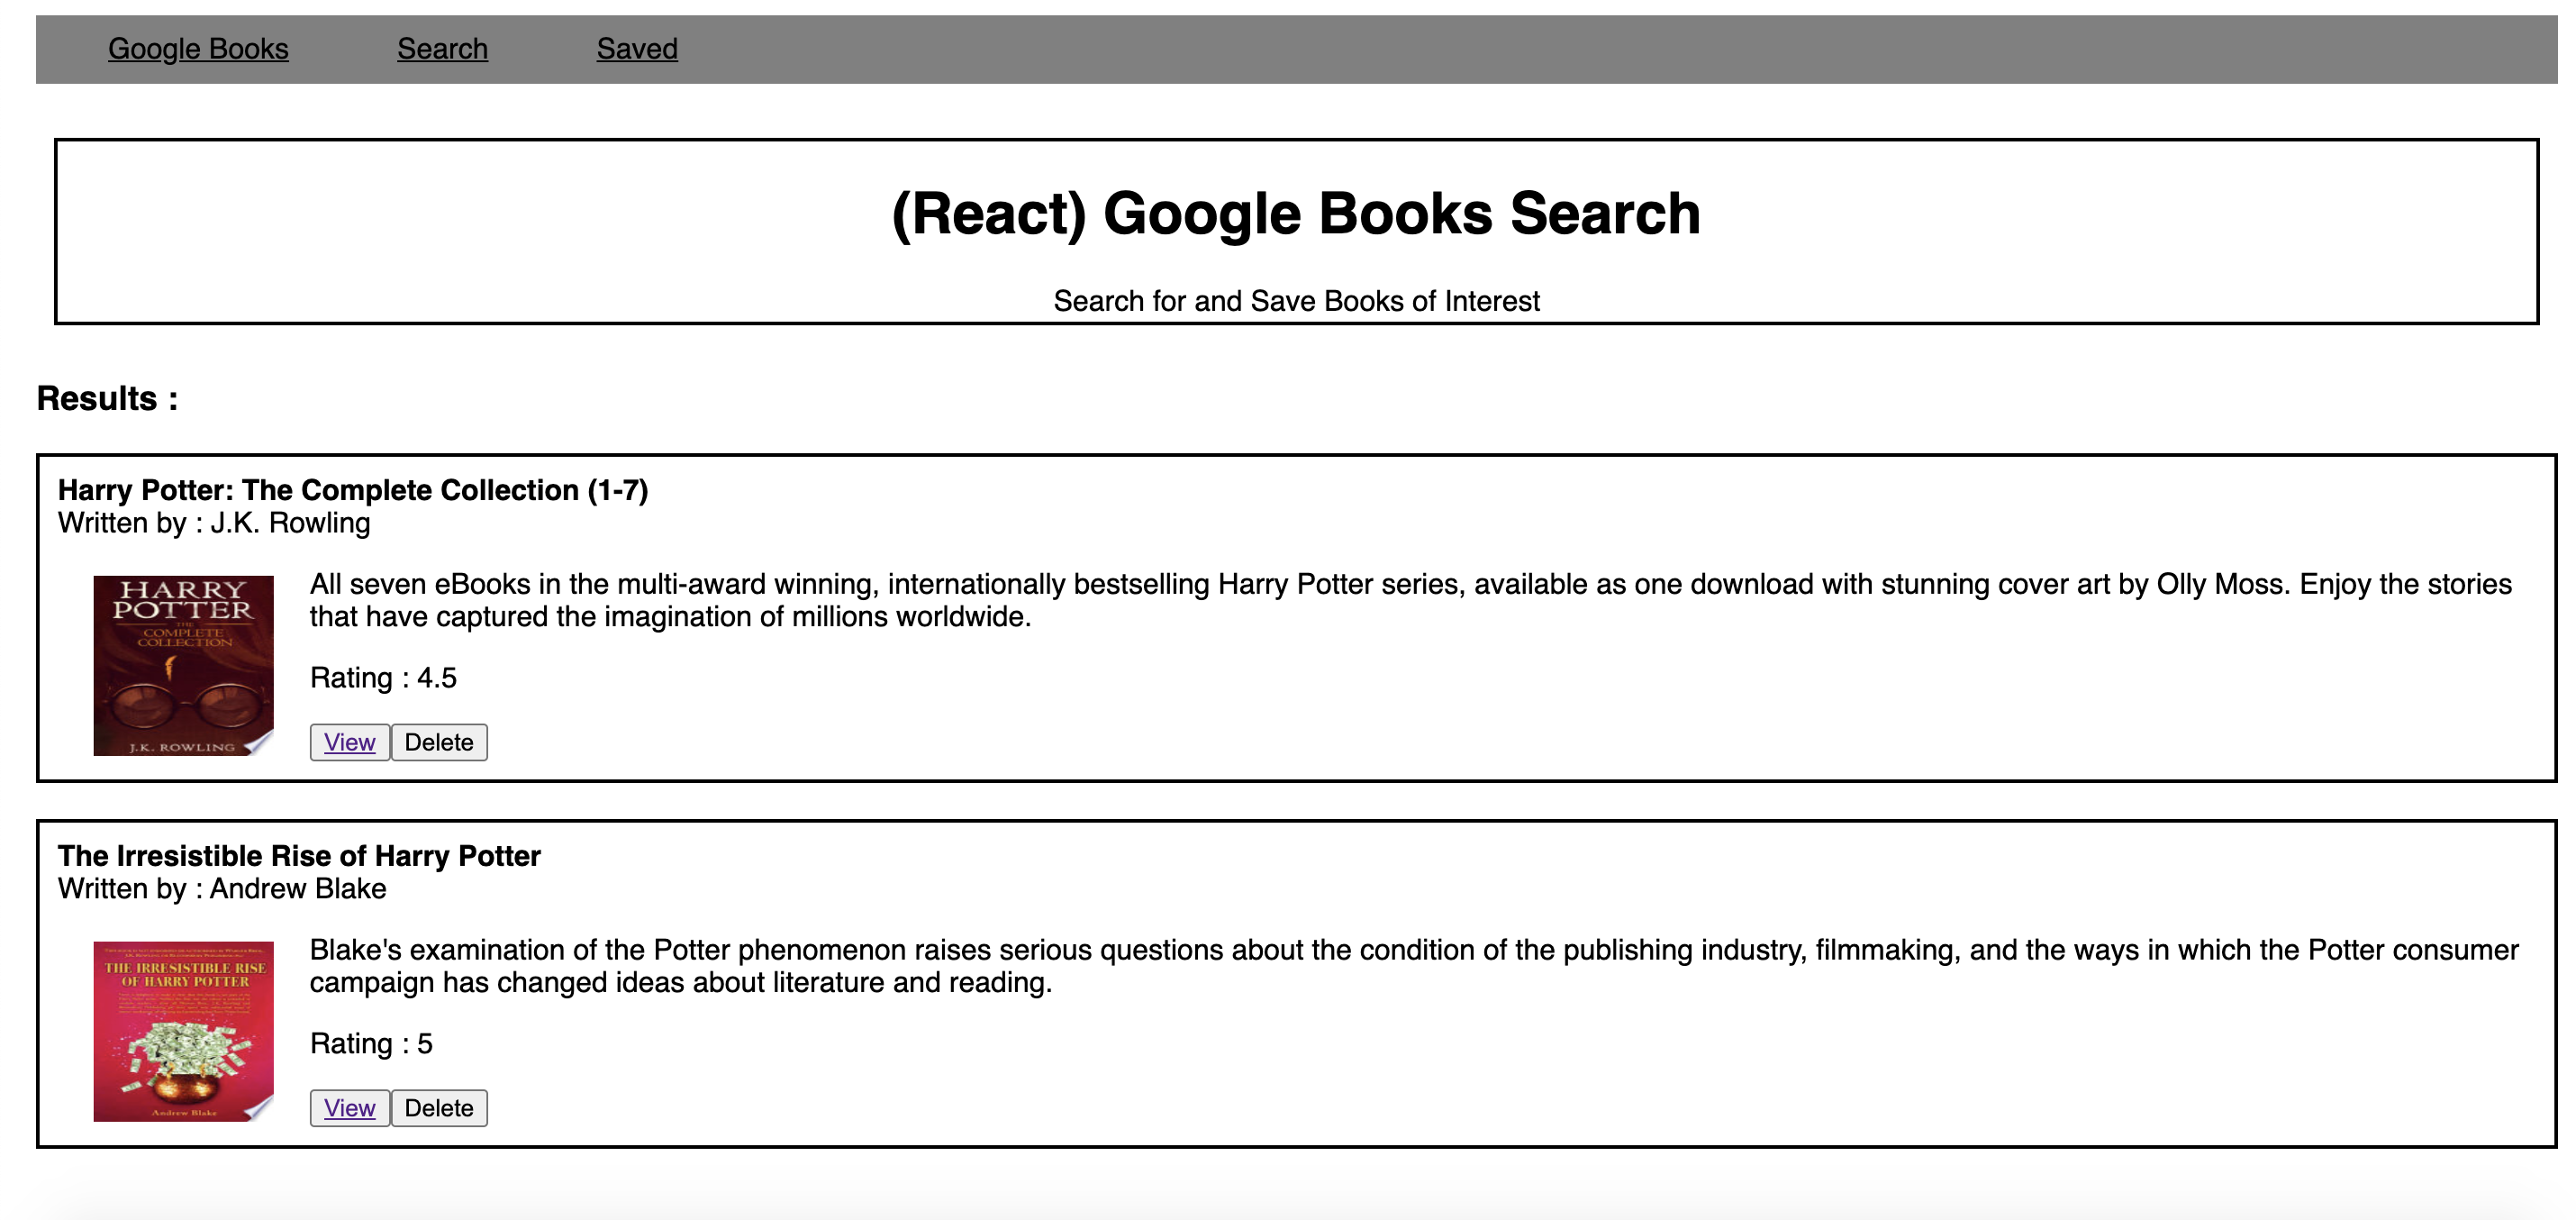 Google Books Search Saved
(React) Google Books Search
Search for and Save Books of Interest
Results :
Harry Potter: The Complete Collection (1-7)
Written by : J.K. Rowling
HARRY
POTTER
THE
COMPLETE
COLLECTION
J.K. ROWLING
All seven eBooks in the multi-award winning, internationally bestselling Harry Potter series, available as one download with stunning cover art by Olly Moss. Enjoy the stories
that have captured the imagination of millions worldwide.
Rating : 4.5
View Delete
The Irresistible Rise of Harry Potter
Written by : Andrew Blake
THE IRRESISTIBLE RISE
OF HARRY POTTER
Andrew Blake
Blake's examination of the Potter phenomenon raises serious questions about the condition of the publishing industry, filmmaking, and the ways in which the Potter consumer
campaign has changed ideas about literature and reading.
Rating : 5
View Delete